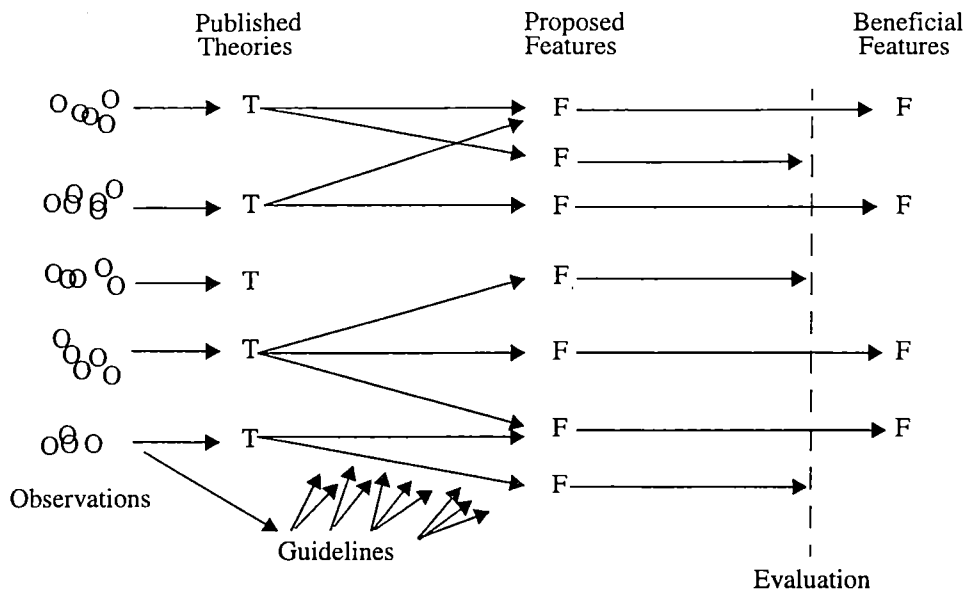 Published
Theories
Proposed
Features
Beneficial
Features
O O O O O T F F
F
O O O O O O T F F
O O O O O T F
O O O O O T F F
O O O O T F F
F
Observations
Guidelines
Evaluation